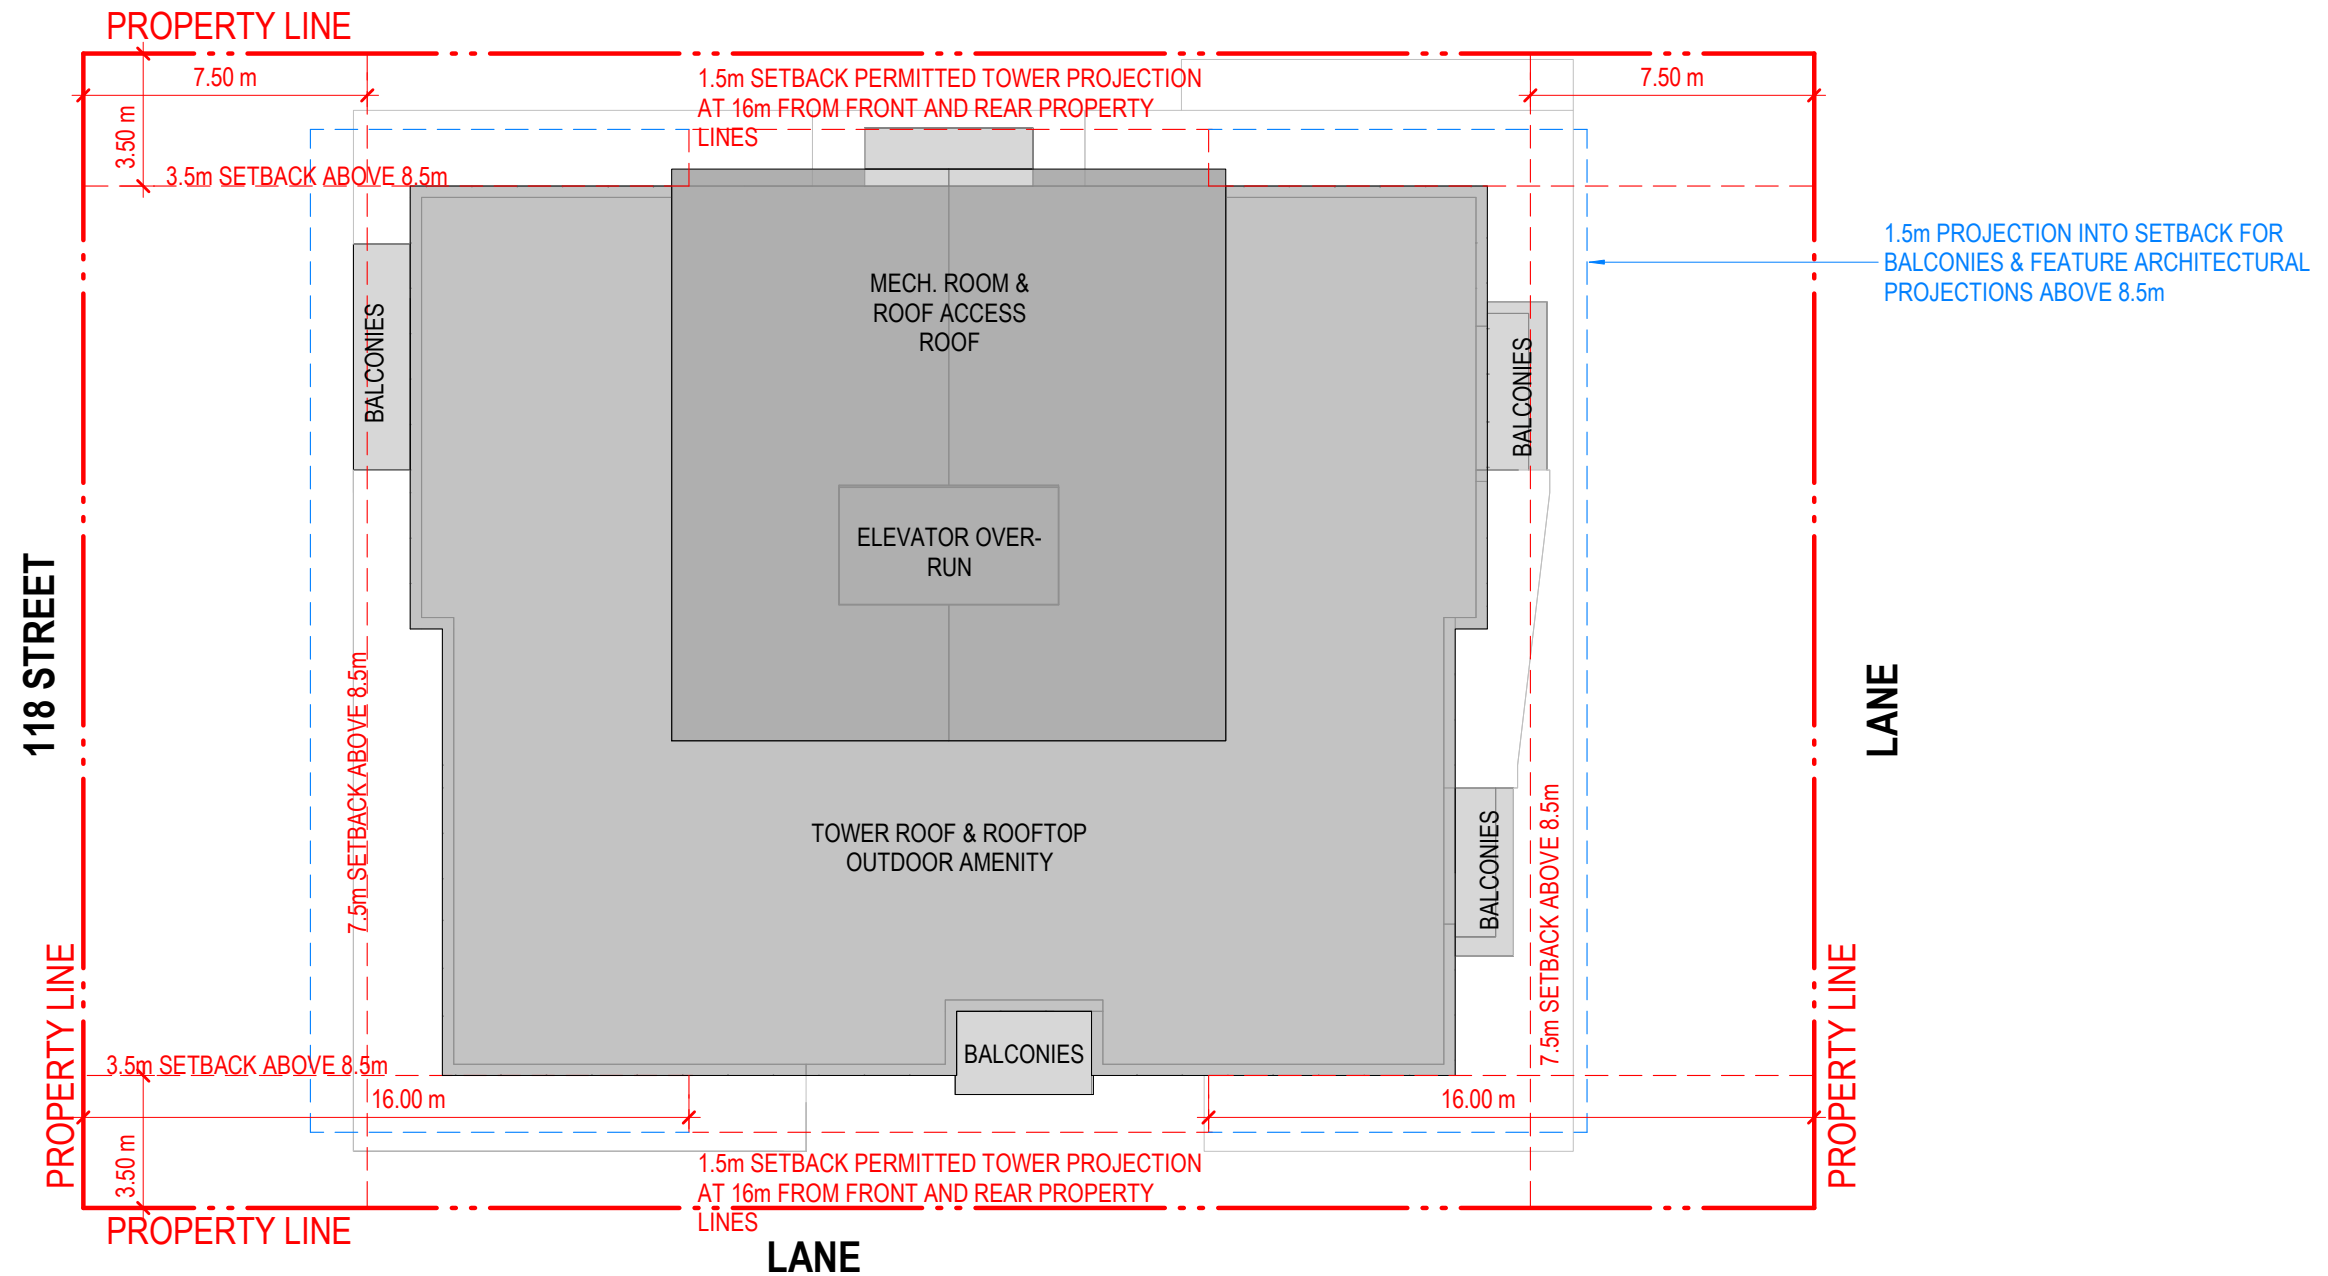 PROPERTY LINE
7.50 m
1.5m SETBACK PERMITTED TOWER PROJECTION
AT 16m FROM FRONT AND REAR PROPERTY
LINES
7.50 m
3.50 m
3.5m SETBACK ABOVE 8.5m
1.5m PROJECTION INTO SETBACK FOR
BALCONIES & FEATURE ARCHITECTURAL
PROJECTIONS ABOVE 8.5m
MECH. ROOM &
ROOF ACCESS
ROOF
BALCONIES
BALCONIES
ELEVATOR OVER-
RUN
118 STREET
LANE
7.5m SETBACK ABOVE 8.5m
TOWER ROOF & ROOFTOP
OUTDOOR AMENITY
BALCONIES
7.5m SETBACK ABOVE 8.5m
PROPERTY LINE
PROPERTY LINE
BALCONIES
3.5m SETBACK ABOVE 8.5m
16.00 m
16.00 m
3.50 m
1.5m SETBACK PERMITTED TOWER PROJECTION
AT 16m FROM FRONT AND REAR PROPERTY
LINES
PROPERTY LINE
LANE